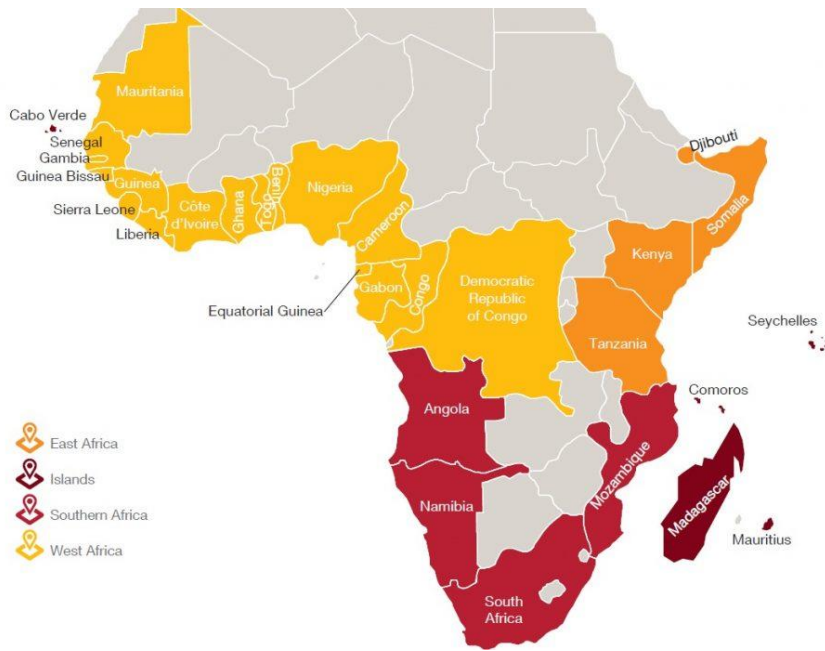 Mauritania
Cabo Verde
Senegal
Gambia
Guinea Bissau
Guinea
Sierra Leone
Liberia
Côte
d'Ivoire
Ghana
Togo
Benin
Nigeria
Cameroon
Equatorial Guinea
Gabon
Congo
Democratic
Republic
of Congo
Djibouti
Somalia
Kenya
Tanzania
Seychelles
Comoros
Angola
Namibia
Mozambique
Madagascar
Mauritius
South
Africa
East Africa
Islands
Southern Africa
West Africa